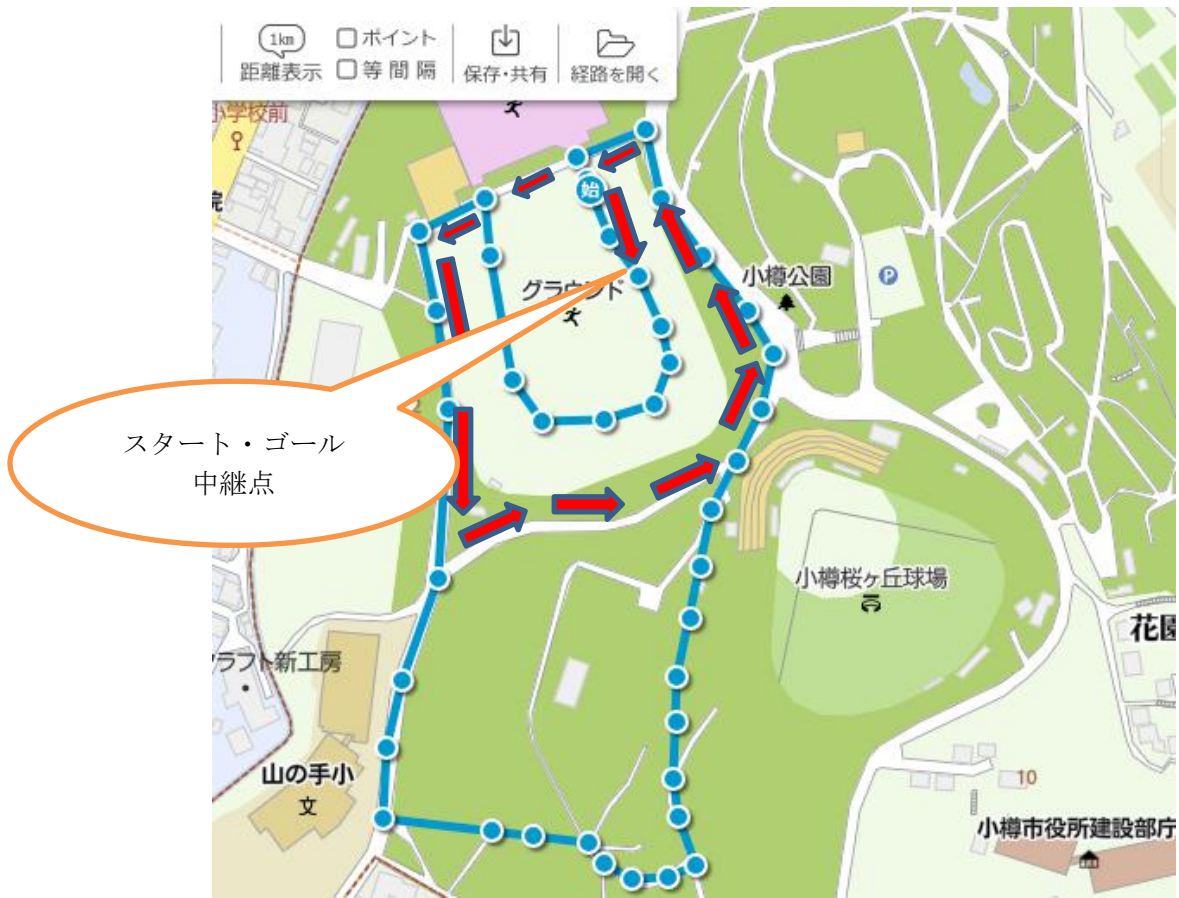 1km
距離表示
ポイント
等間隔
保存・共有
経路を開く
小学校前
院
始
グラウンド
小樽公園
P
2
スタート・ゴール
中継点
小樽桜ヶ丘球場
花園
クラフト新工房
山の手小
文
10
小樽市役所建設部庁